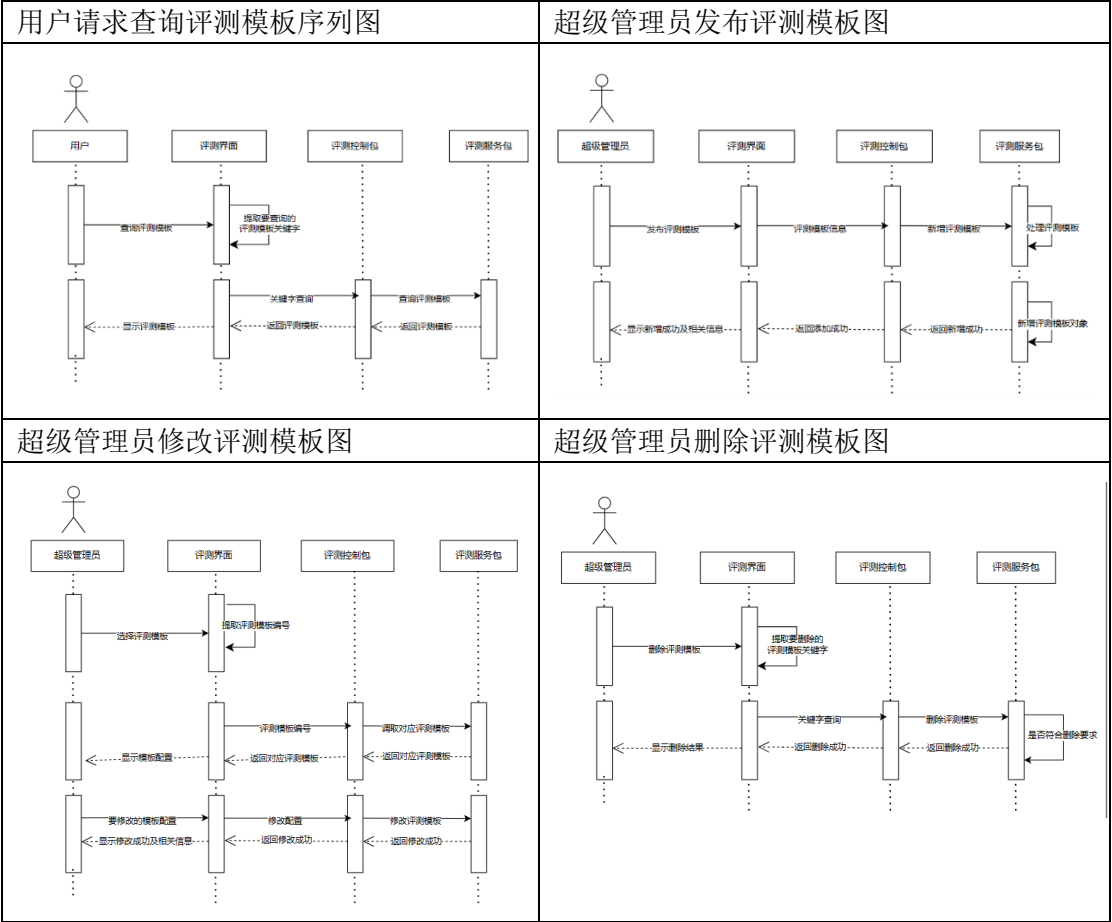 用户请求查询评测模板序列图
超级管理员发布评测模板图
用户
评测界面
评测控制包
评测服务包
查询评测模板
提取要查询的
评测模板关键字
关键字查询
查询评测模板
显示评测模板
返回评测模板
返回评测模板
超级管理员
评测界面
评测控制包
评测服务包
发布评测模板
评测模板信息
新增评测模板
处理评测模板
新增评测模板对象
显示新增成功及相关信息
返回添加成功
返回新增成功
超级管理员修改评测模板图
超级管理员删除评测模板图
超级管理员
评测界面
评测控制包
评测服务包
选择评测模板
提取评测模板编号
评测模板编号
调取对应评测模板
显示模板配置
返回对应评测模板
返回对应评测模板
要修改的模板配置
修改配置
修改评测模板
显示修改成功及相关信息
返回修改成功
返回修改成功
超级管理员
评测界面
评测控制包
评测服务包
删除评测模板
提取要删除的
评测模板关键字
关键字查询
删除评测模板
是否符合删除要求
显示删除结果
返回删除成功
返回删除成功